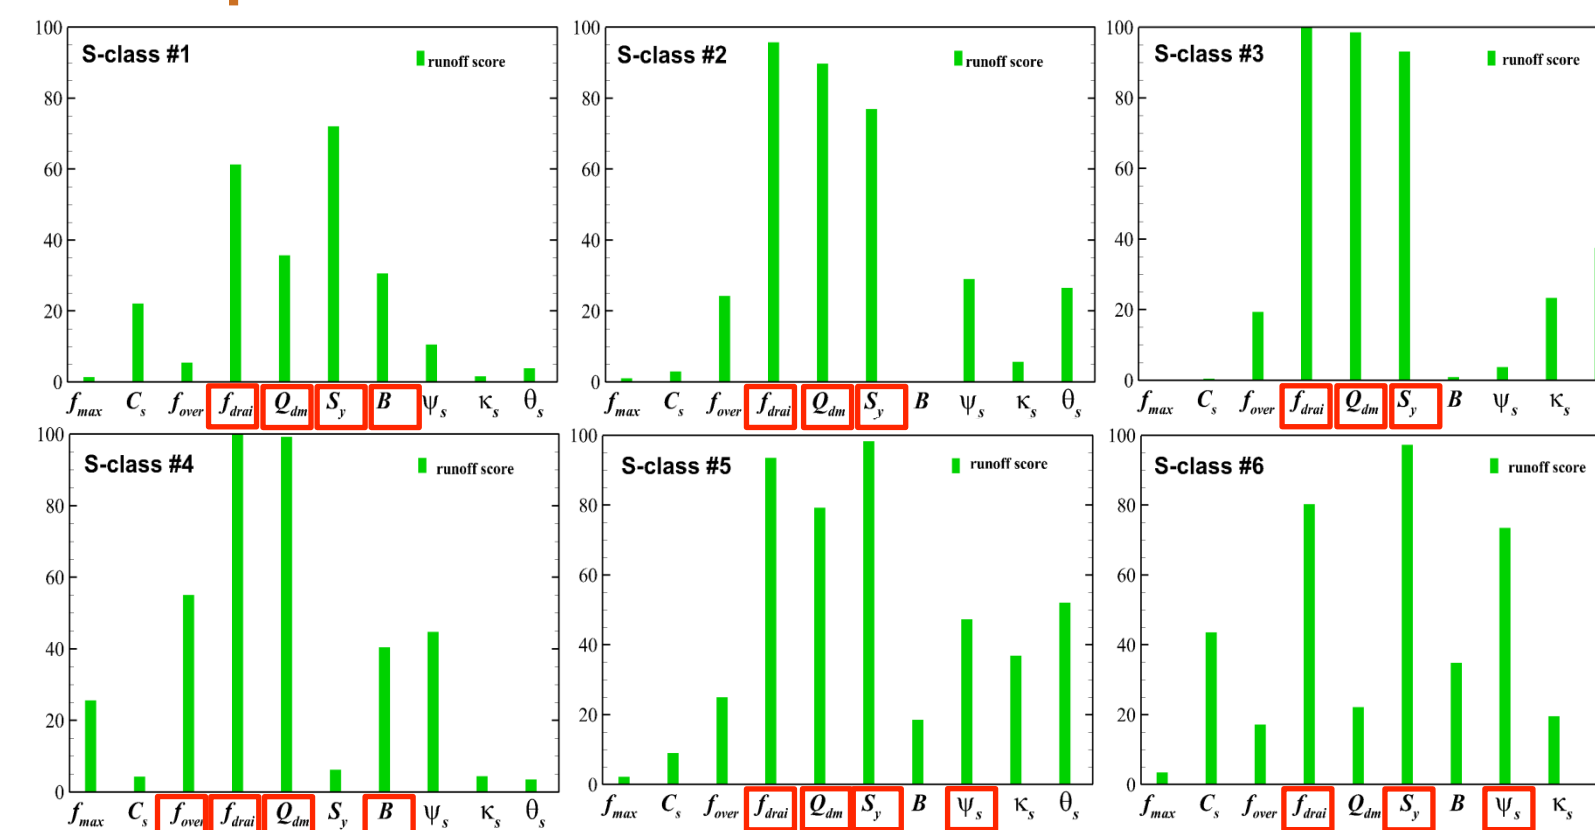 S-class #1
runoff score
100
80
60
40
20
0
f_max C_s f_over f_drai Q_dm S_y B ψ_s κ_s θ_s
S-class #2
runoff score
100
80
60
40
20
0
f_max C_s f_over f_drai Q_dm S_y B ψ_s κ_s θ_s
S-class #3
runoff score
100
80
60
40
20
0
f_max C_s f_over f_drai Q_dm S_y B ψ_s κ_s
S-class #4
runoff score
100
80
60
40
20
0
f_max C_s f_over f_drai Q_dm S_y B ψ_s κ_s θ_s
S-class #5
runoff score
100
80
60
40
20
0
f_max C_s f_over f_drai Q_dm S_y B ψ_s κ_s θ_s
S-class #6
runoff score
100
80
60
40
20
0
f_max C_s f_over f_drai Q_dm S_y B ψ_s κ_s